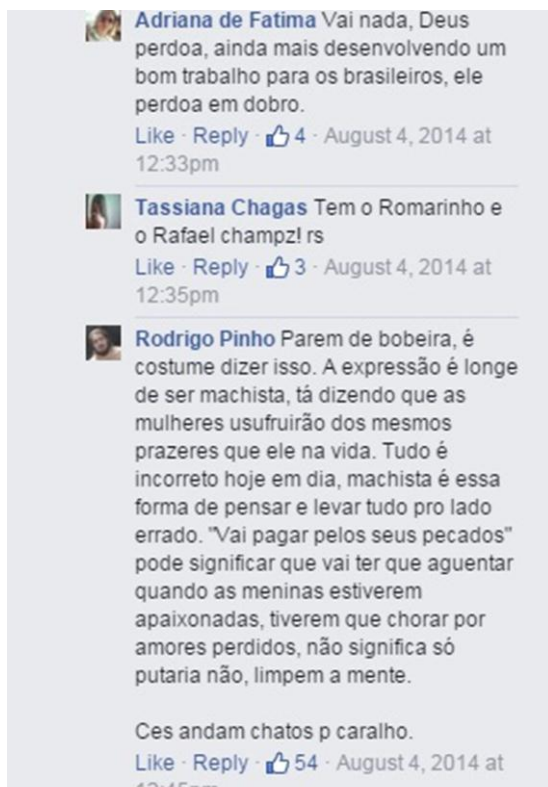 Adriana de Fatima Vai nada, Deus
perdoa, ainda mais desenvolvendo um
bom trabalho para os brasileiros, ele
perdoa em dobro.
Like · Reply · 4 · August 4, 2014 at
12:33pm
Tassiana Chagas Tem o Romarinho e
o Rafael champz! rs
Like · Reply · 3 · August 4, 2014 at
12:35pm
Rodrigo Pinho Parem de bobeira, é
costume dizer isso. A expressão é longe
de ser machista, tá dizendo que as
mulheres usufruirão dos mesmos
prazeres que ele na vida. Tudo é
incorreto hoje em dia, machista é essa
forma de pensar e levar tudo pro lado
errado. "Vai pagar pelos seus pecados"
pode significar que vai ter que aguentar
quando as meninas estiverem
apaixonadas, tiverem que chorar por
amores perdidos, não significa só
putaria não, limpem a mente.
Ces andam chatos p caralho.
Like · Reply · 54 · August 4, 2014 at